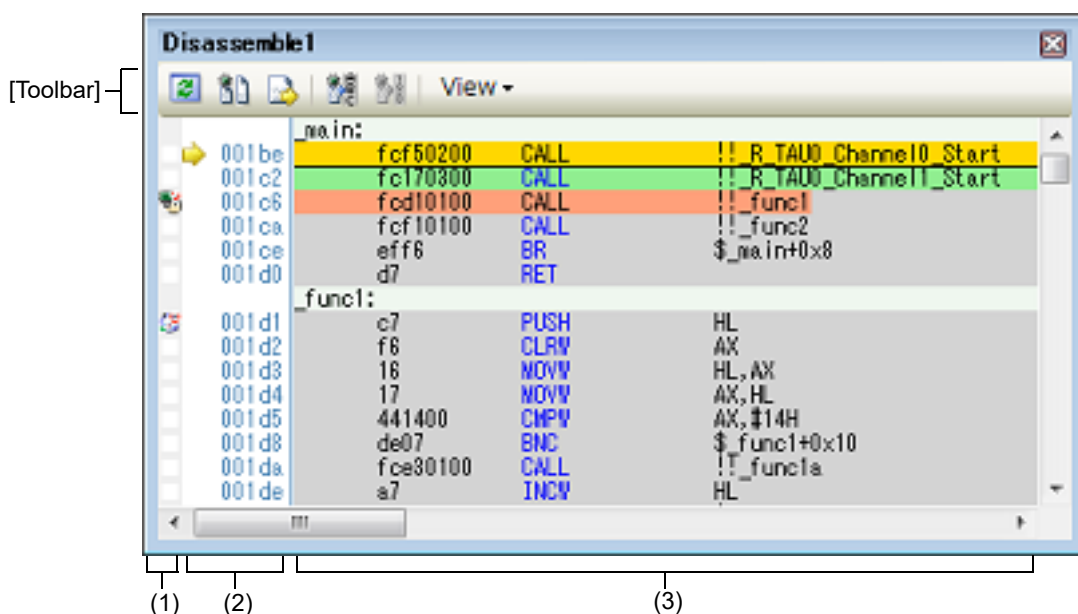 Disassemble1
[Toolbar]
View
_main:
001be fcf50200 CALL !!_R_TAU0_Channel0_Start
001c2 fc170300 CALL !!_R_TAU0_Channel1_Start
001c6 fcd10100 CALL !!_func1
001ca fcf10100 CALL !!_func2
001ce eff6 BR $_main+0x8
001d0 d7 RET
_func1:
001d1 c7 PUSH HL
001d2 f6 CLRW AX
001d3 16 MOVW HL,AX
001d4 17 MOVW AX,HL
001d5 441400 CMPW AX,#14H
001d8 de07 BNC $_func1+0x10
001da fce30100 CALL !!_func1a
001de a7 INCW HL
(1) (2) (3)